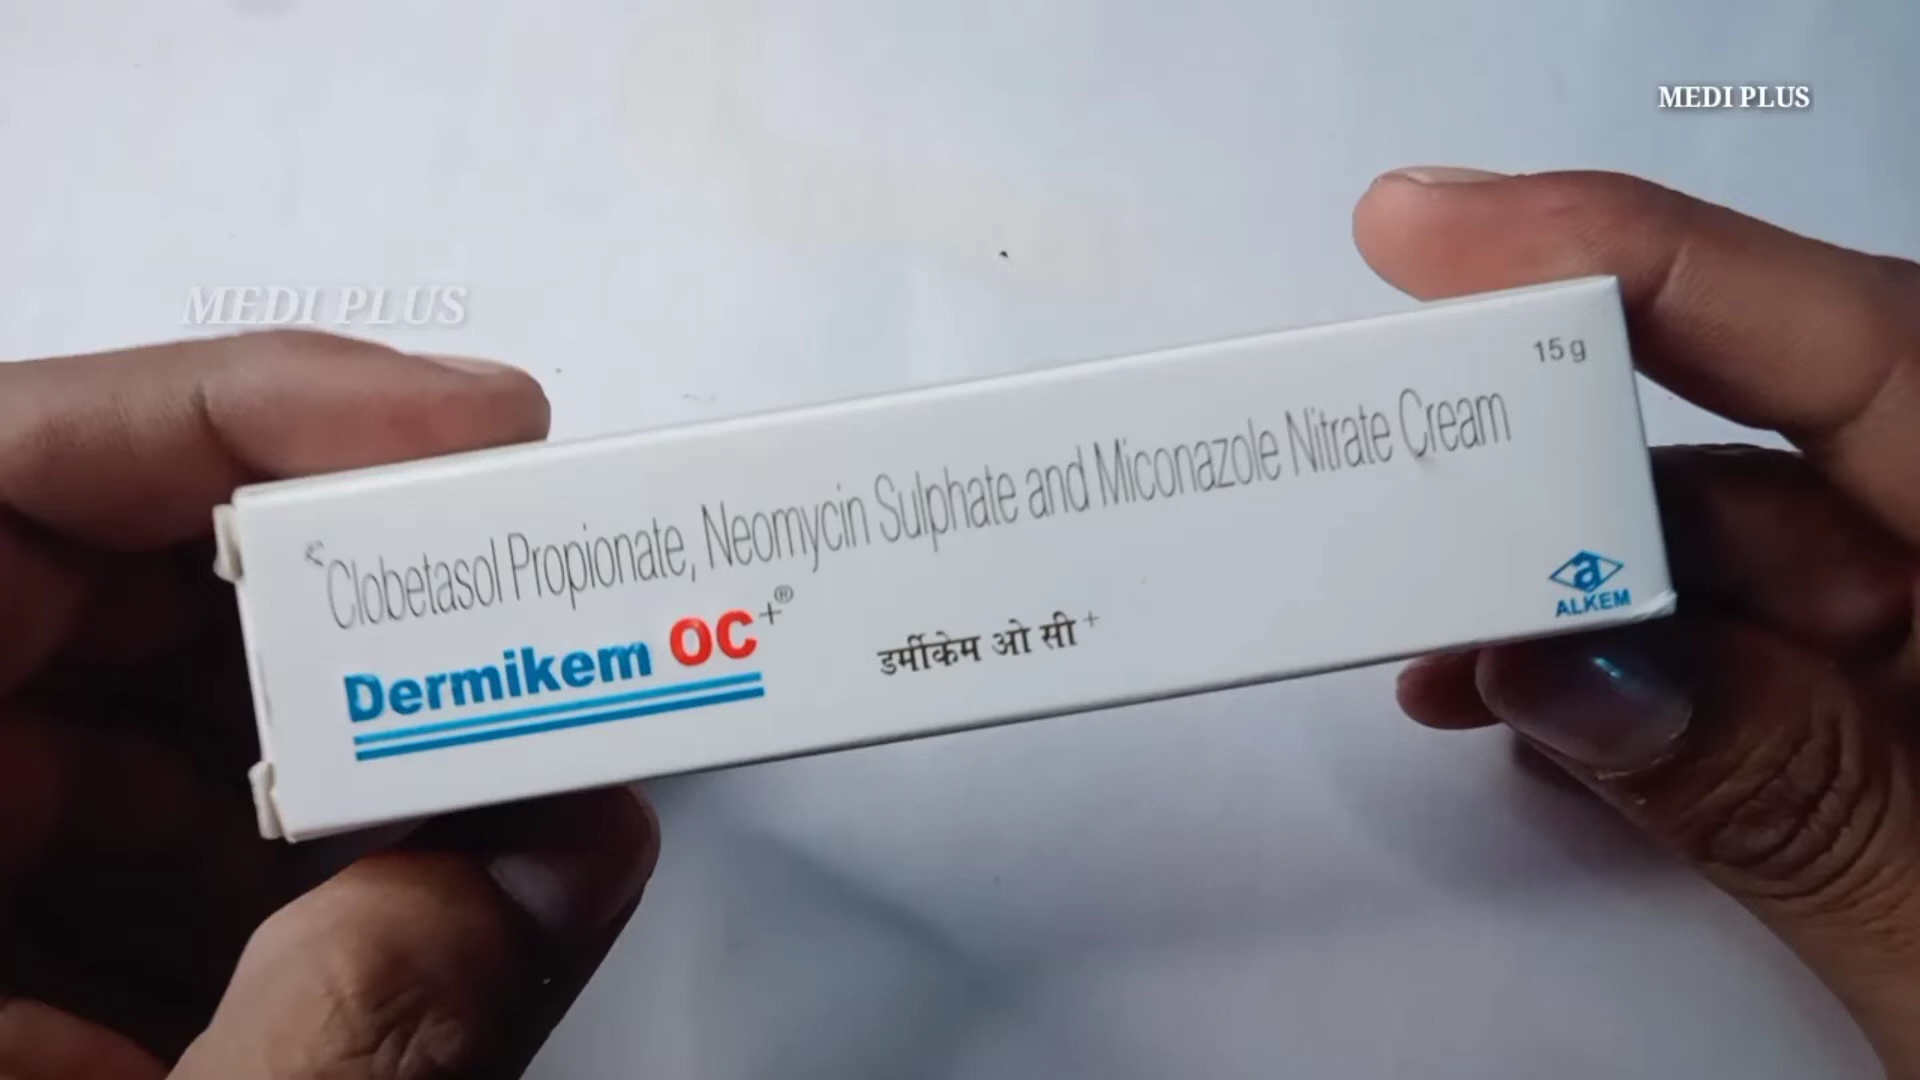 MEDI PLUS
MEDI PLUS
15 g
Clobetasol Propionate, Neomycin Sulphate and Miconazole Nitrate Cream
Dermikem OC+®
डर्मीकेम ओ सी+
a
ALKEM